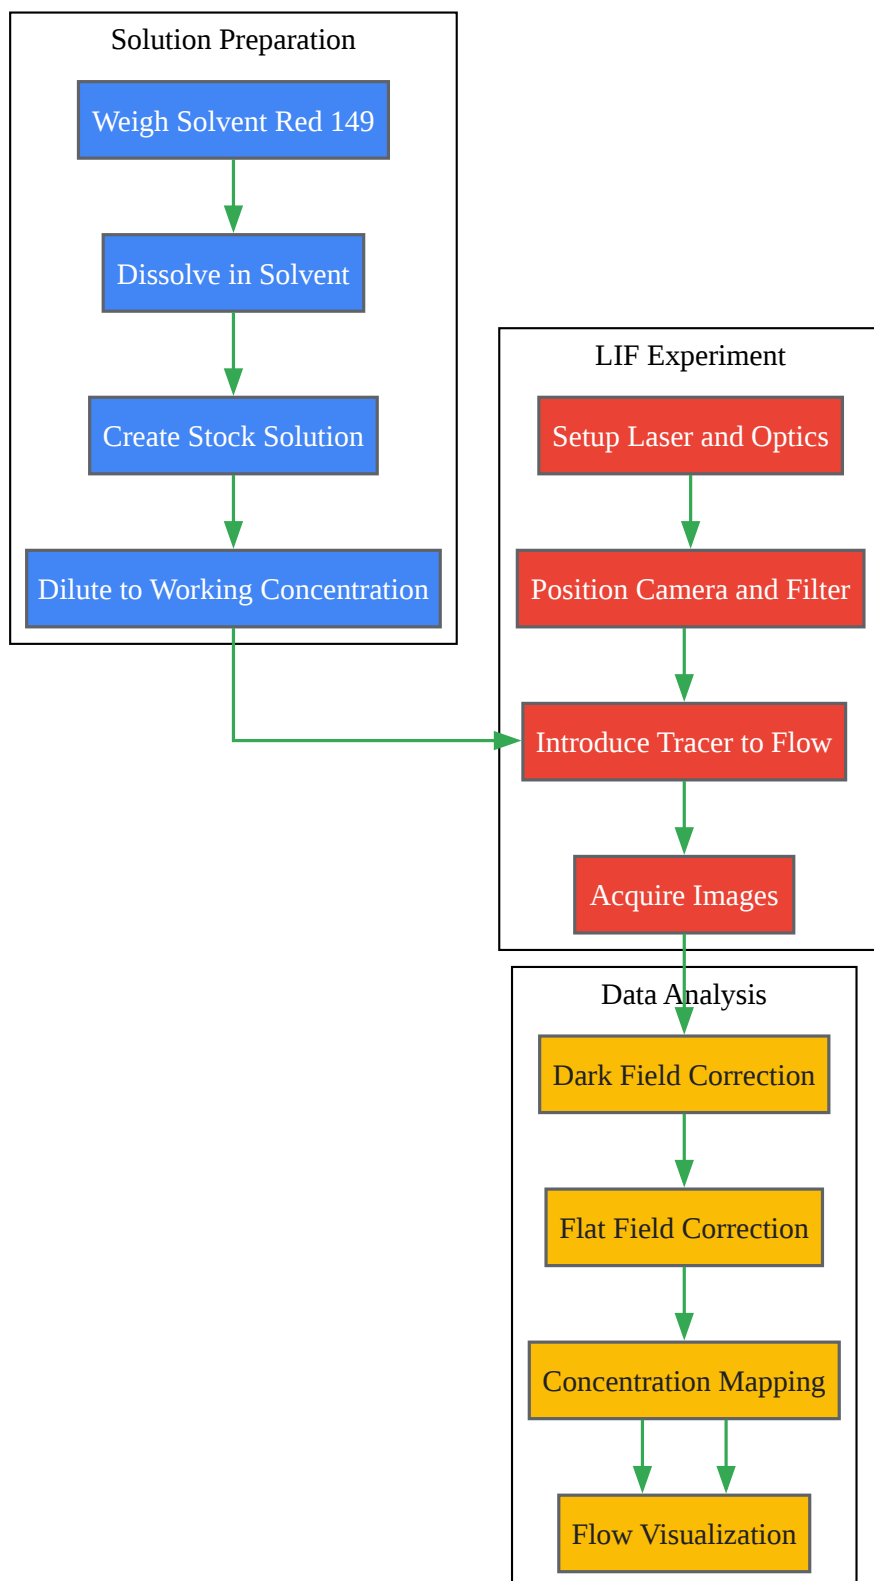 Solution Preparation
Weigh Solvent Red 149
Dissolve in Solvent
Create Stock Solution
Dilute to Working Concentration
LIF Experiment
Setup Laser and Optics
Position Camera and Filter
Introduce Tracer to Flow
Acquire Images
Data Analysis
Dark Field Correction
Flat Field Correction
Concentration Mapping
Flow Visualization